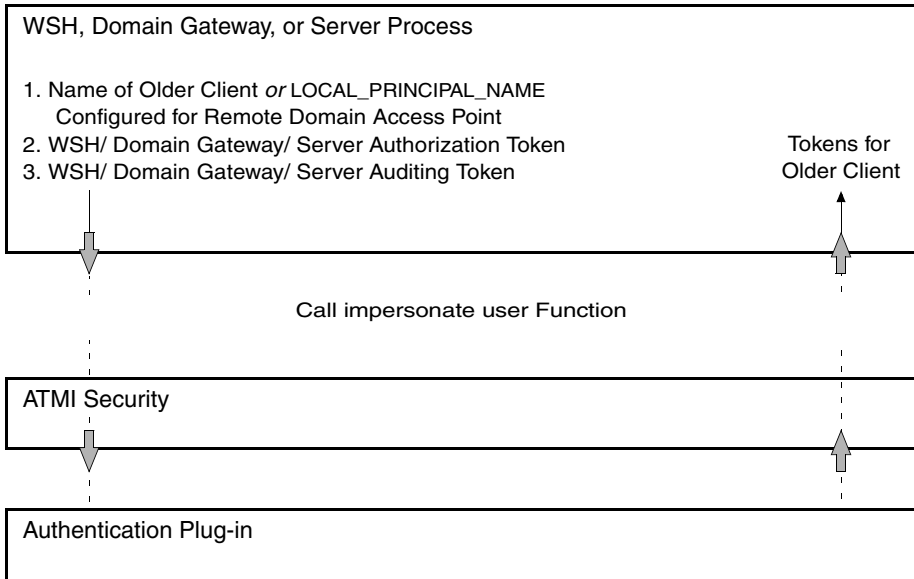 WSH, Domain Gateway, or Server Process
1. Name of Older Client or LOCAL_PRINCIPAL_NAME
Configured for Remote Domain Access Point
2. WSH/ Domain Gateway/ Server Authorization Token
3. WSH/ Domain Gateway/ Server Auditing Token
Tokens for
Older Client
Call impersonate user Function
ATMI Security
Authentication Plug-in